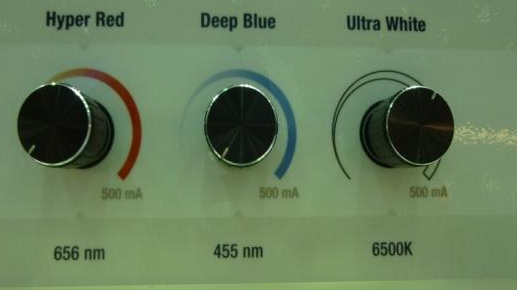 Hyper Red
Deep Blue
Ultra White
500 mA
500 mA
500 mA
656 nm
455 nm
6500K